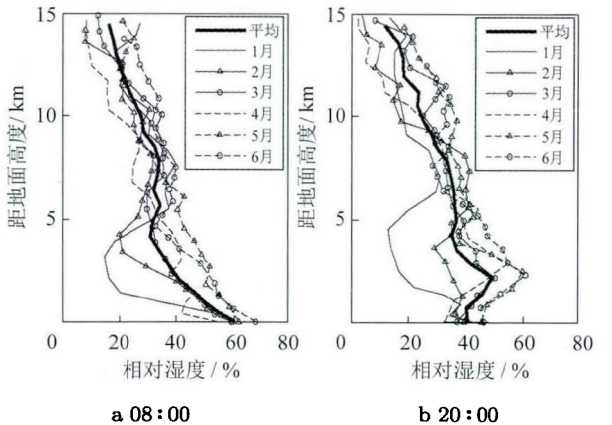 15
10
5
0 20 40 60 80
距地面高度/ km
相对湿度 / %
平均
1月
2月
3月
4月
5月
6月
a 08:00
15
10
5
0 20 40 60 80
距地面高度/ km
相对湿度 / %
平均
1月
2月
3月
4月
5月
6月
b 20:00